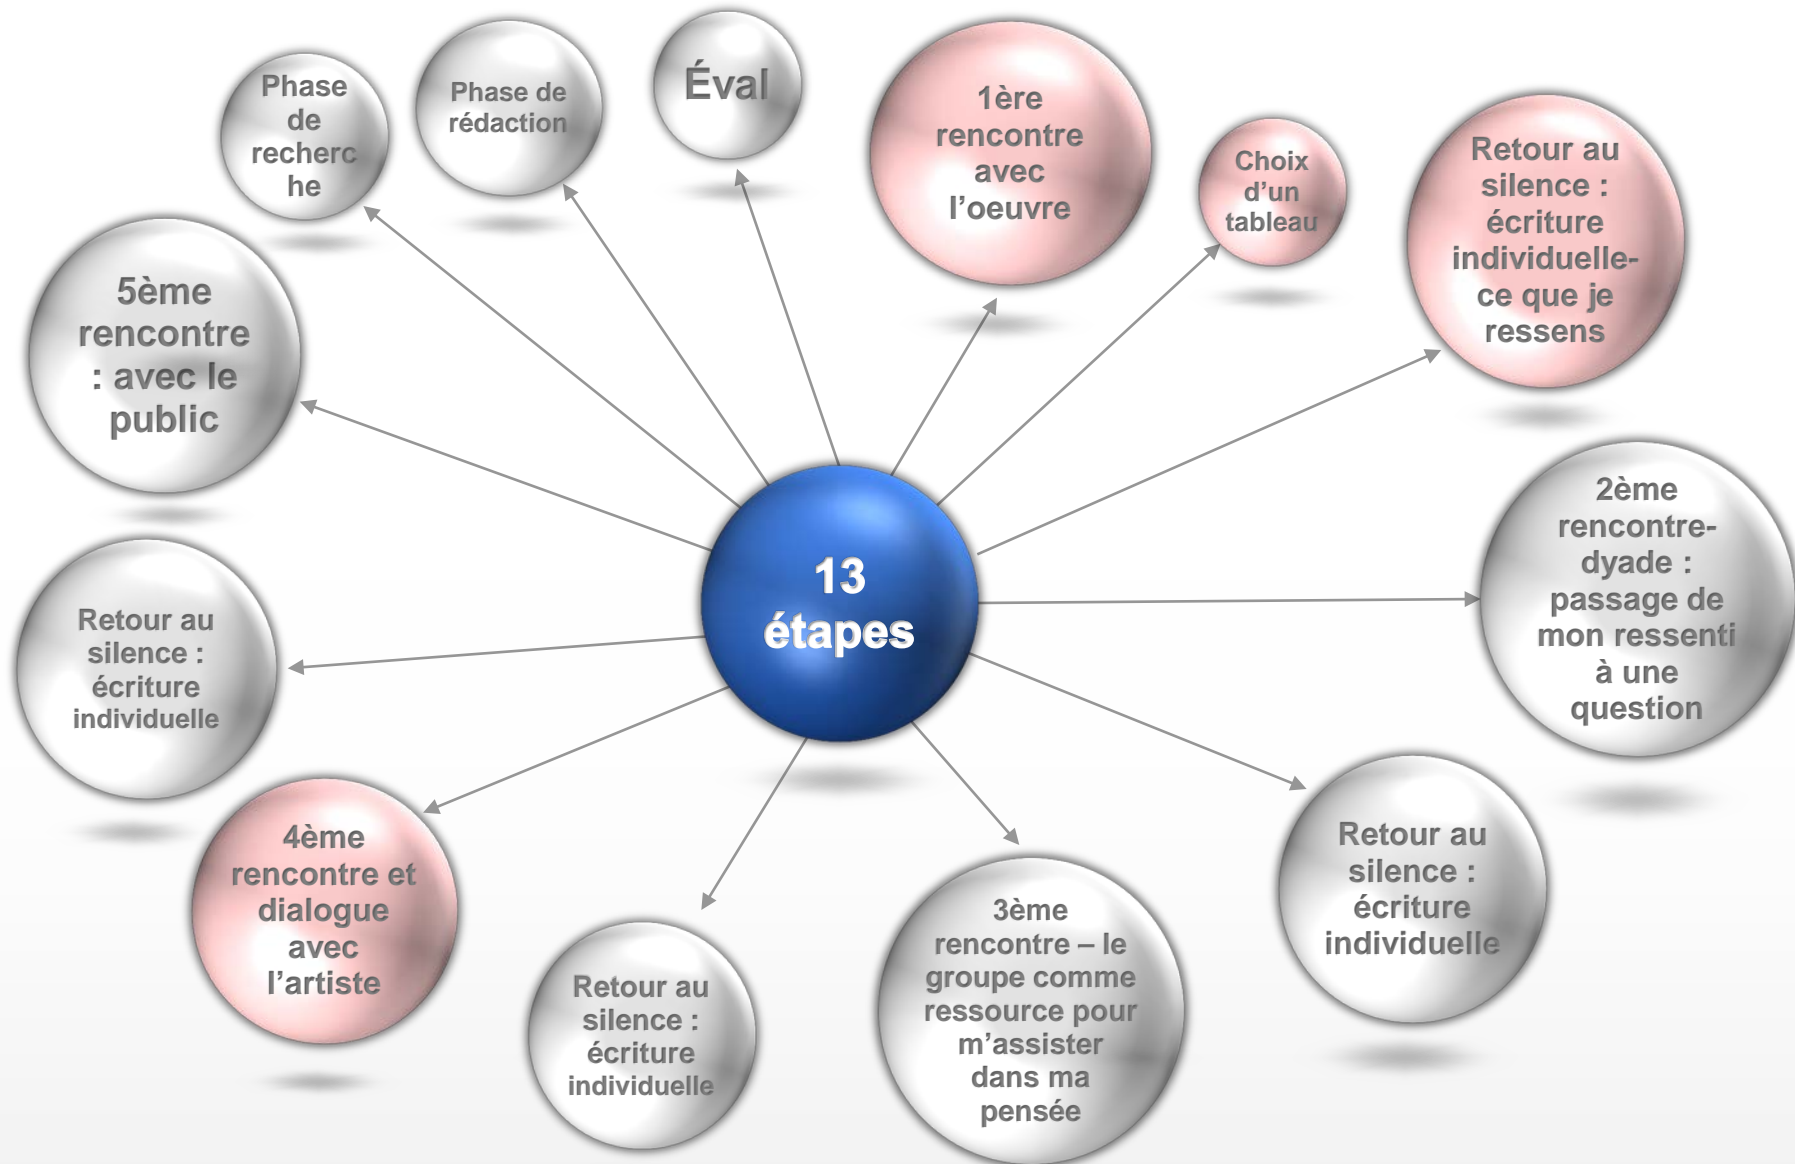 13
étapes
1ère
rencontre
avec
l'oeuvre
Choix
d'un
tableau
Retour au
silence :
écriture
individuelle-
ce que je
ressens
2ème
rencontre-
dyade :
passage de
mon ressenti
à une
question
Retour au
silence :
écriture
individuelle
3ème
rencontre – le
groupe comme
ressource pour
m'assister
dans ma
pensée
Retour au
silence :
écriture
individuelle
4ème
rencontre et
dialogue
avec
l'artiste
Retour au
silence :
écriture
individuelle
5ème
rencontre
: avec le
public
Phase
de
recherc
he
Phase de
rédaction
Éval